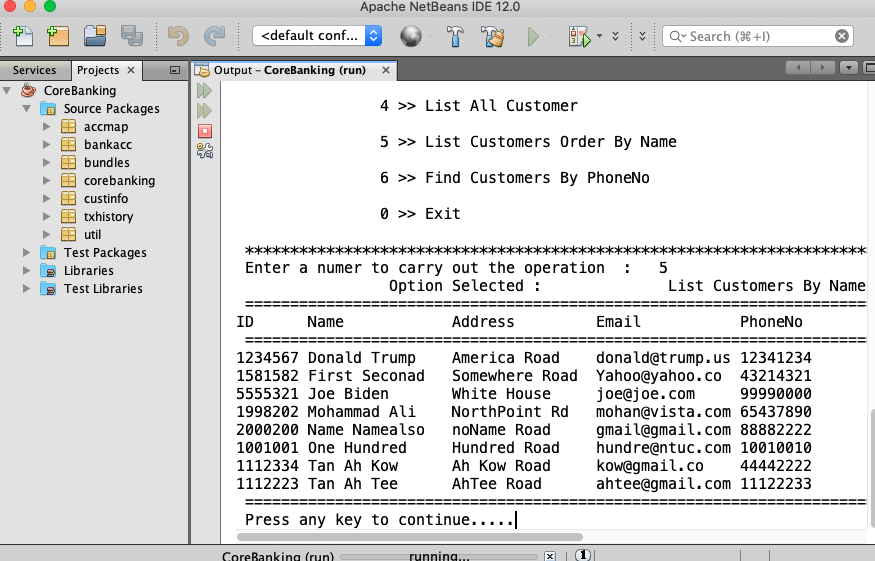 Apache NetBeans IDE 12.0
<default conf...
Search (⌘+I)
Services
Projects
Output – CoreBanking (run)
CoreBanking
Source Packages
accmap
bankacc
bundles
corebanking
custinfo
txhistory
util
Test Packages
Libraries
Test Libraries
4 >> List All Customer
5 >> List Customers Order By Name
6 >> Find Customers By PhoneNo
0 >> Exit
*********************************************************************
Enter a numer to carry out the operation  :   5
Option Selected :              List Customers By Name
=====================================================================
ID      Name            Address         Email           PhoneNo
=====================================================================
1234567 Donald Trump    America Road    donald@trump.us 12341234
1581582 First Seconad   Somewhere Road  Yahoo@yahoo.co  43214321
5555321 Joe Biden       White House     joe@joe.com     99990000
1998202 Mohammad Ali    NorthPoint Rd   mohan@vista.com 65437890
2000200 Name Namealso   noName Road     gmail@gmail.com 88882222
1001001 One Hundred     Hundred Road    hundre@ntuc.com 10010010
1112334 Tan Ah Kow      Ah Kow Road     kow@gmail.co    44442222
1112223 Tan Ah Tee      AhTee Road      ahtee@gmail.com 11122233
=====================================================================
Press any key to continue.....
CoreBanking (run)
running...
1